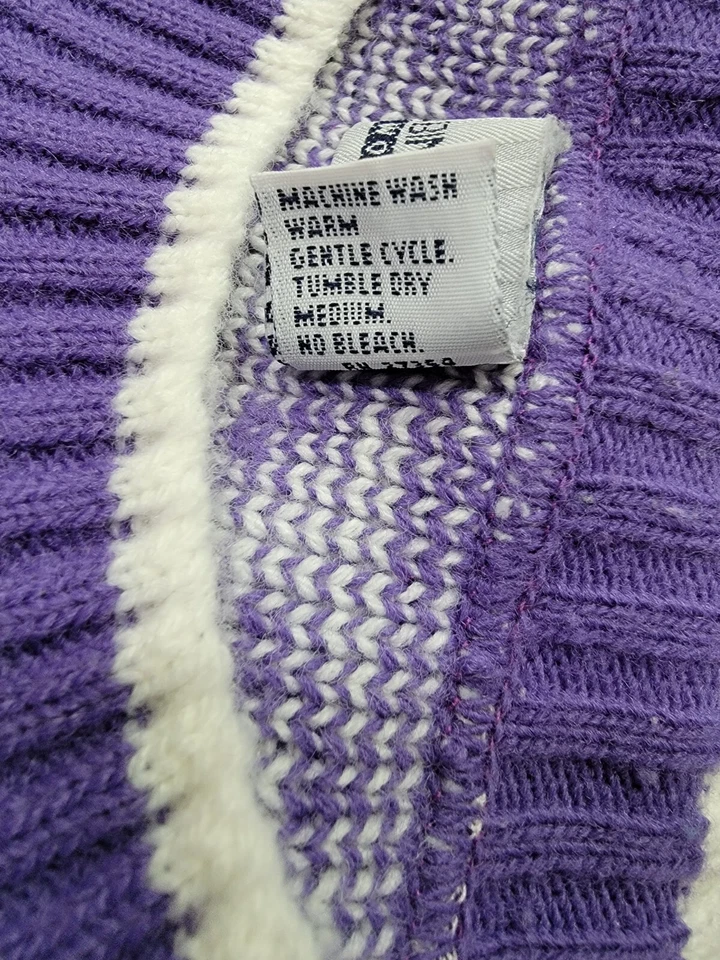 MACHINE WASH
WARM
GENTLE CYCLE.
TUMBLE DRY
MEDIUM.
NO BLEACH.